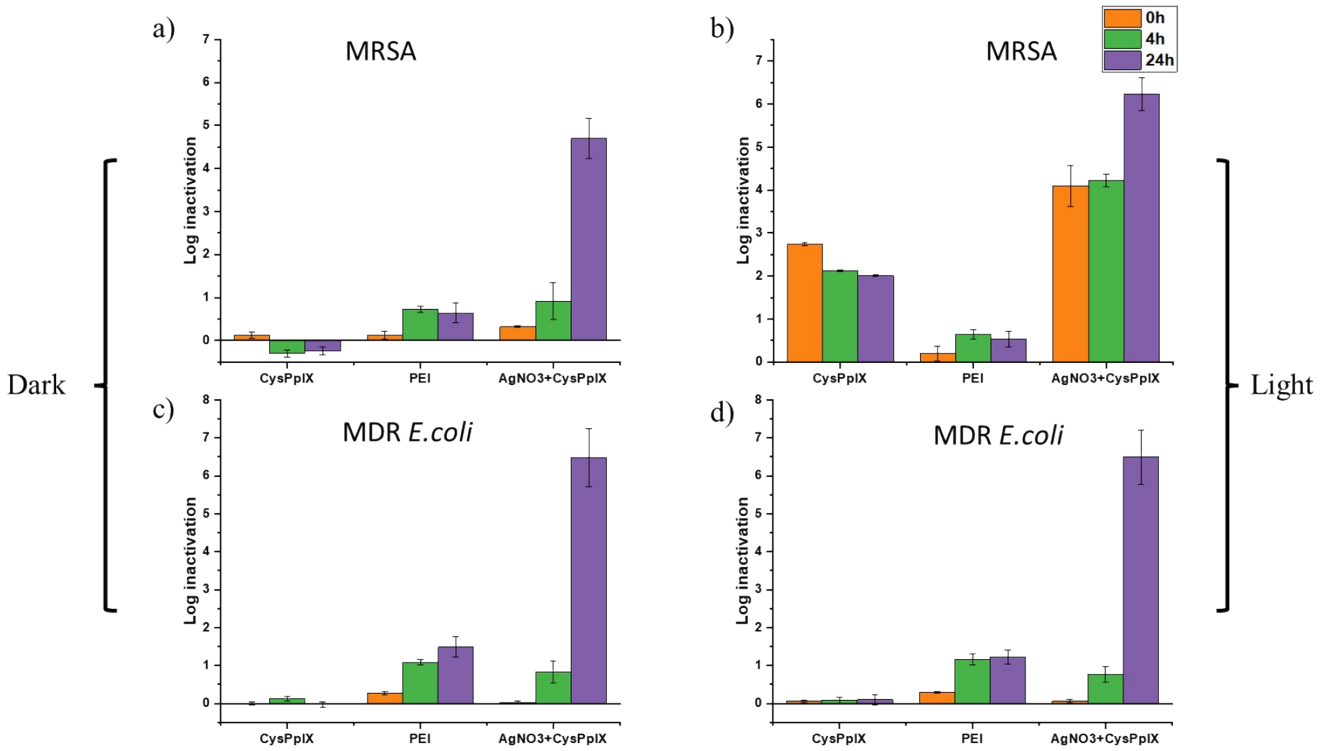 a)
MRSA
7
6
5
4
3
2
1
0
Log inactivation
CysPpIX
PEI
AgNO3+CysPpIX
b)
MRSA
0h
4h
24h
7
6
5
4
3
2
1
0
Log inactivation
CysPpIX
PEI
AgNO3+CysPpIX
Dark
Light
c)
MDR E.coli
8
7
6
5
4
3
2
1
0
Log inactivation
CysPpIX
PEI
AgNO3+CysPpIX
d)
MDR E.coli
8
7
6
5
4
3
2
1
0
Log inactivation
CysPpIX
PEI
AgNO3+CysPpIX